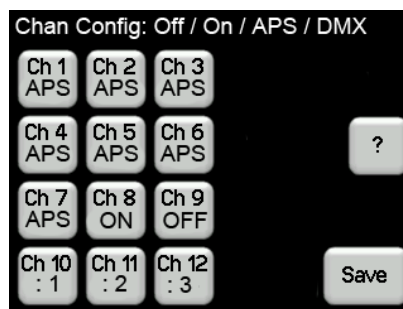 Chan Config: Off / On / APS / DMX
Ch 1 Ch 2 Ch 3
APS APS APS
Ch 4 Ch 5 Ch 6
APS APS APS
?
Ch 7 Ch 8 Ch 9
APS ON OFF
Ch 10 Ch 11 Ch 12
: 1 : 2 : 3
Save